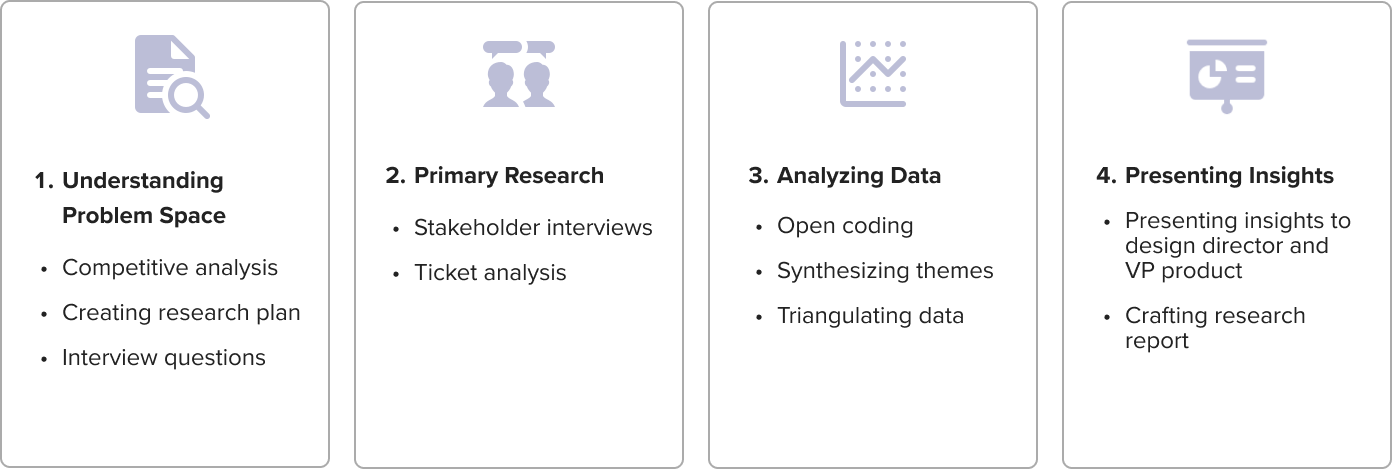 1. Understanding
Problem Space
• Competitive analysis
• Creating research plan
• Interview questions
2. Primary Research
• Stakeholder interviews
• Ticket analysis
3. Analyzing Data
• Open coding
• Synthesizing themes
• Triangulating data
4. Presenting Insights
• Presenting insights to
design director and
VP product
• Crafting research
report